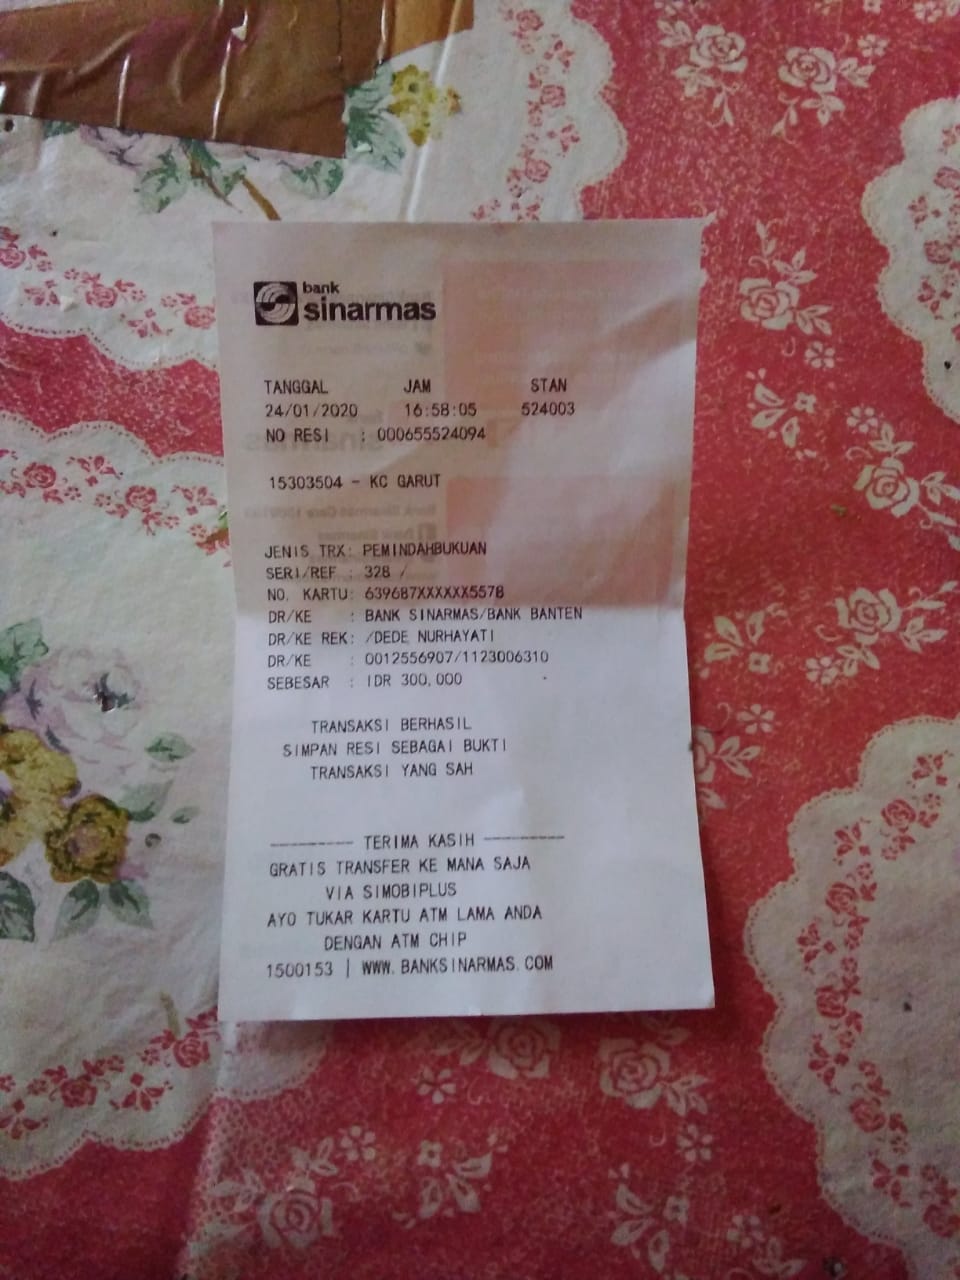 bank
sinarmas
TANGGAL JAM STAN
24/01/2020 16:58:05 524003
NO RESI : 000655524094
15303504 - KC GARUT
JENIS TRX: PEMINDAHBUKUAN
SERI/REF : 328 /
NO. KARTU: 639687XXXXXX5578
DR/KE : BANK SINARMAS/BANK BANTEN
DR/KE REK: /DEDE NURHAYATI
DR/KE : 0012556907/1123006310
SEBESAR : IDR 300,000
TRANSAKSI BERHASIL
SIMPAN RESI SEBAGAI BUKTI
TRANSAKSI YANG SAH
---------- TERIMA KASIH ----------
GRATIS TRANSFER KE MANA SAJA
VIA SIMOBIPLUS
AYO TUKAR KARTU ATM LAMA ANDA
DENGAN ATM CHIP
1500153 | WWW.BANKSINARMAS.COM